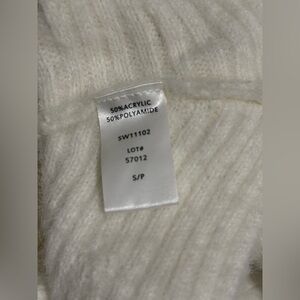 50%ACRYLIC
50%POLYAMIDE
SW11102
LOT#
57012
S/P